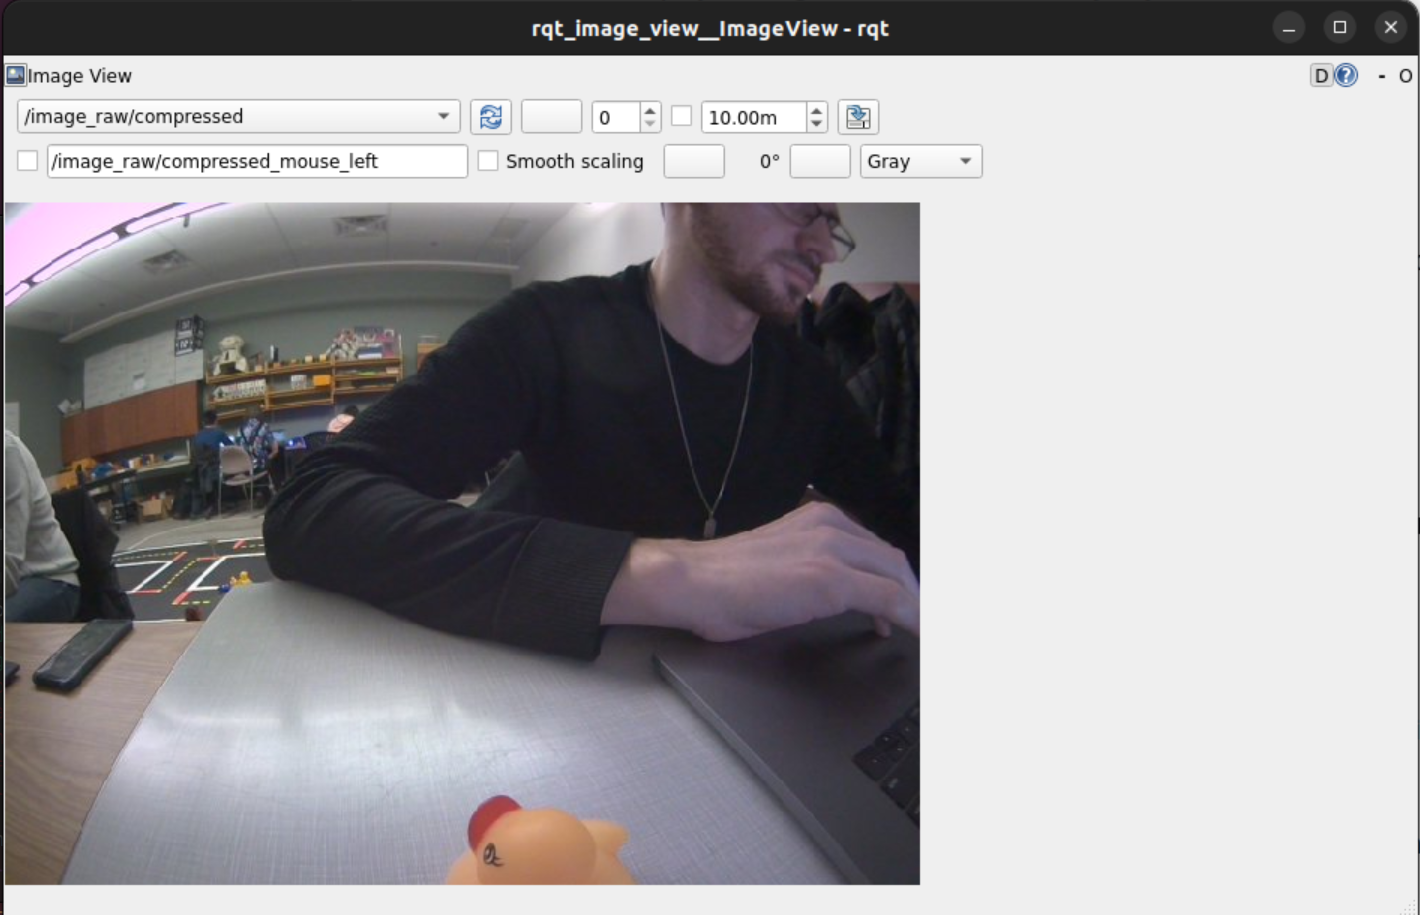 rqt_image_view__ImageView - rqt
Image View
D
- O
/image_raw/compressed
0
10.00m
/image_raw/compressed_mouse_left
Smooth scaling
0°
Gray